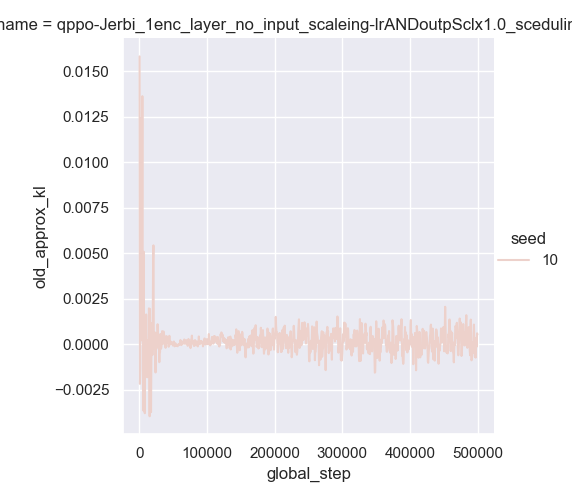 name = qppo-Jerbi_1enc_layer_no_input_scaleing-lrANDoutpSclx1.0_scedulin
0.0150
0.0125
0.0100
0.0075
0.0050
0.0025
0.0000
−0.0025
old_approx_kl
seed
10
0 100000 200000 300000 400000 500000
global_step